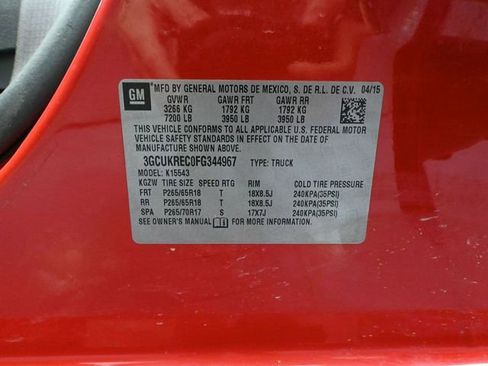 GM MFD BY GENERAL MOTORS DE MEXICO, S. DE R.L. DE C.V. 04/15
GVWR GAWR FRT GAWR RR
3266 KG 1792 KG 1792 KG
7200 LB 3950 LB 3950 LB
THIS VEHICLE CONFORMS TO ALL APPLICABLE U.S. FEDERAL MOTOR
VEHICLE SAFETY STANDARDS IN EFFECT ON THE DATE OF
MANUFACTURE SHOWN ABOVE.
3GCUKREC0FG344967 TYPE: TRUCK
MODEL: K15543
KGZW TIRE SIZE SPEED RTG RIM COLD TIRE PRESSURE
FRT P265/65R18 T 18X8.5J 240KPA(35PSI)
RR P265/65R18 T 18X8.5J 240KPA(35PSI)
SPA P265/70R17 S 17X7J 240KPA(35PSI)
SEE OWNER'S MANUAL FOR MORE INFORMATION.